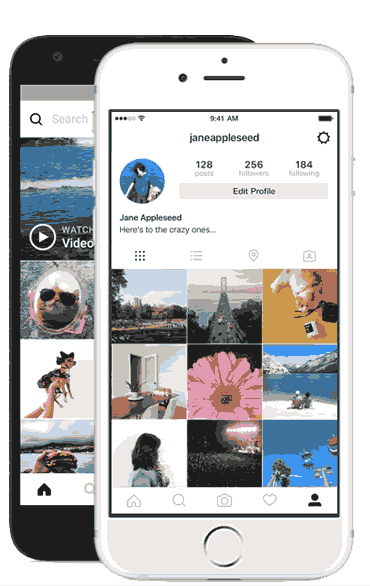 Search
WATCH
Video
9:41 AM
janeappleseed
128
256
184
posts
followers
following
Edit Profile
Jane Appleseed
Here's to the crazy ones...